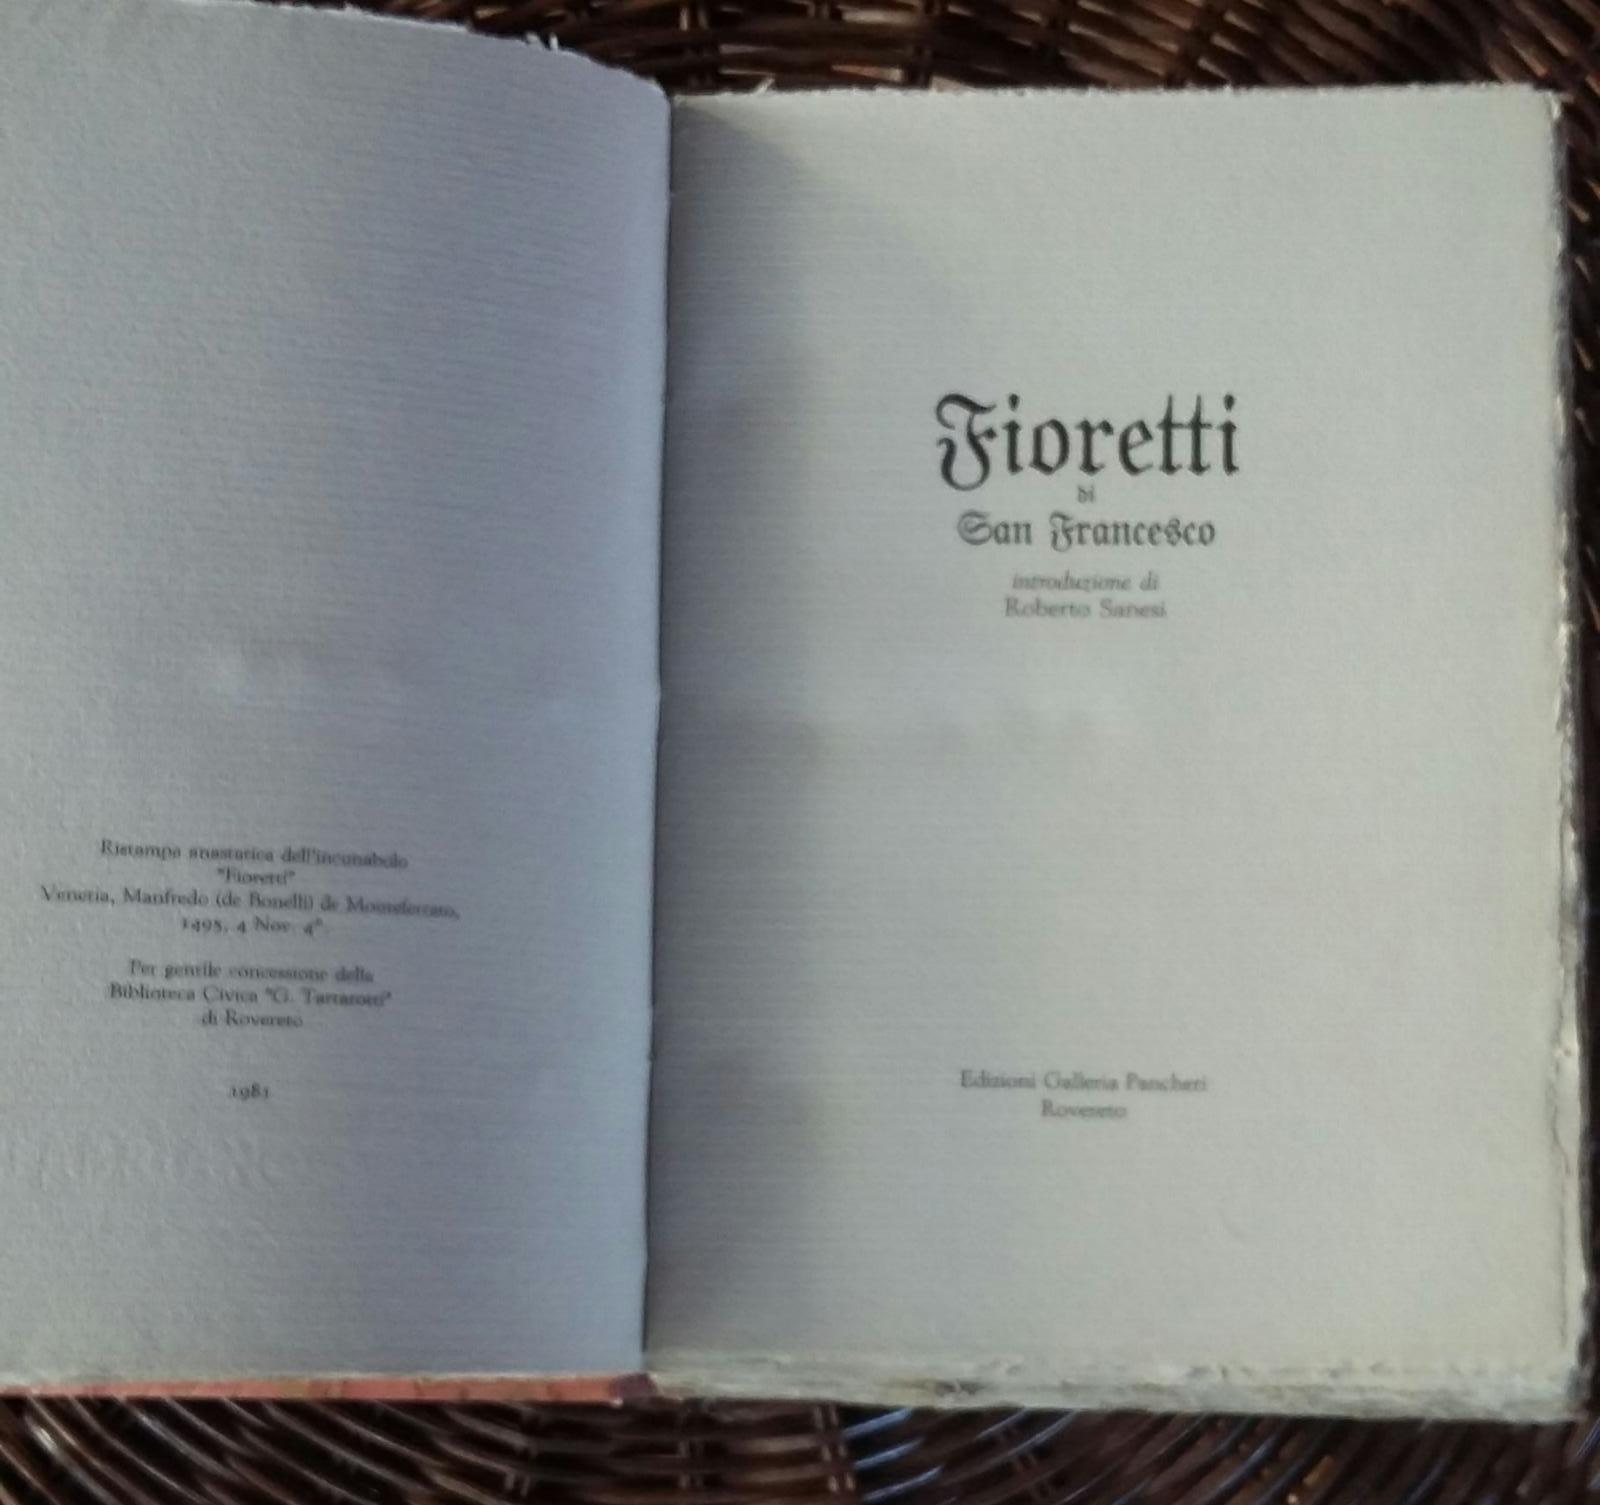 Ristampa anastatica dell'incunabolo
"Fioretti"
Venetia, Manfredo (de Bonelli) de Monteferrato,
1495, 4 Nov. 4°.
Per gentile concessione della
Biblioteca Civica "G. Tartarotti"
di Rovereto
1981
Fioretti
di
San Francesco
introduzione di
Roberto Sanesi
Edizioni Galleria Pancheri
Rovereto